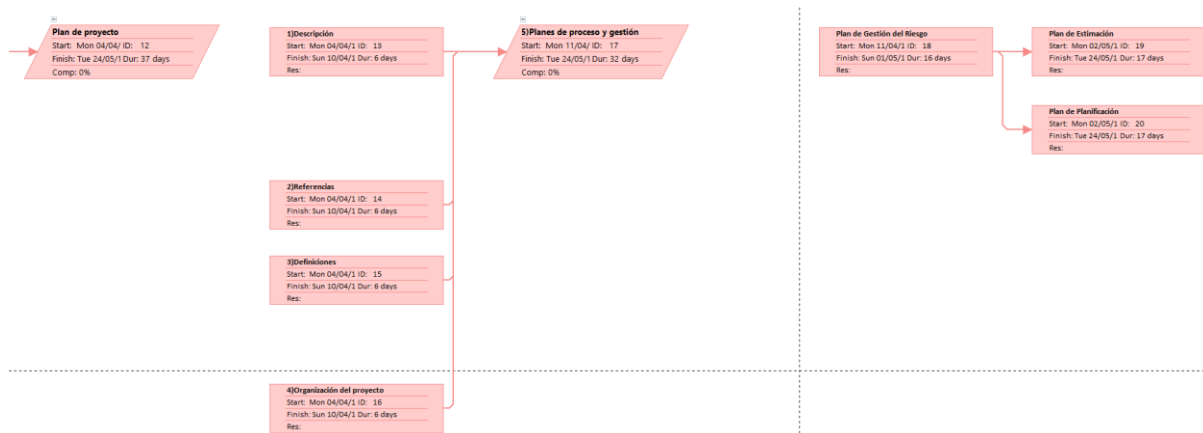 Plan de proyecto
Start: Mon 04/04/ ID: 12
Finish: Tue 24/05/1 Dur: 37 days
Comp: 0%
1)Descripción
Start: Mon 04/04/1 ID: 13
Finish: Sun 10/04/1 Dur: 6 days
Res:
5)Planes de proceso y gestión
Start: Mon 11/04/ ID: 17
Finish: Tue 24/05/1 Dur: 32 days
Comp: 0%
Plan de Gestión del Riesgo
Start: Mon 11/04/1 ID: 18
Finish: Sun 01/05/1 Dur: 16 days
Res:
Plan de Estimación
Start: Mon 02/05/1 ID: 19
Finish: Tue 24/05/1 Dur: 17 days
Res:
Plan de Planificación
Start: Mon 02/05/1 ID: 20
Finish: Tue 24/05/1 Dur: 17 days
Res:
2)Referencias
Start: Mon 04/04/1 ID: 14
Finish: Sun 10/04/1 Dur: 6 days
Res:
3)Definiciones
Start: Mon 04/04/1 ID: 15
Finish: Sun 10/04/1 Dur: 6 days
Res:
4)Organización del proyecto
Start: Mon 04/04/1 ID: 16
Finish: Sun 10/04/1 Dur: 6 days
Res: